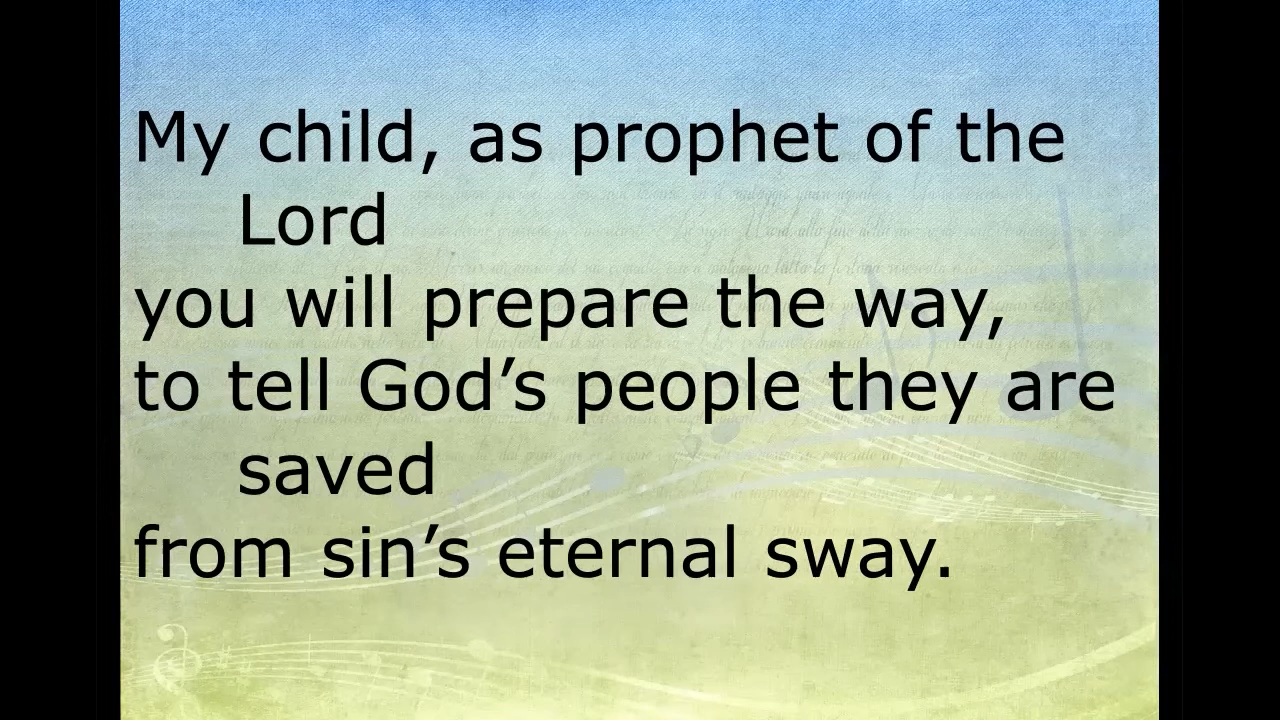 My child, as prophet of the
Lord
you will prepare the way,
to tell God’s people they are
saved
from sin’s eternal sway.